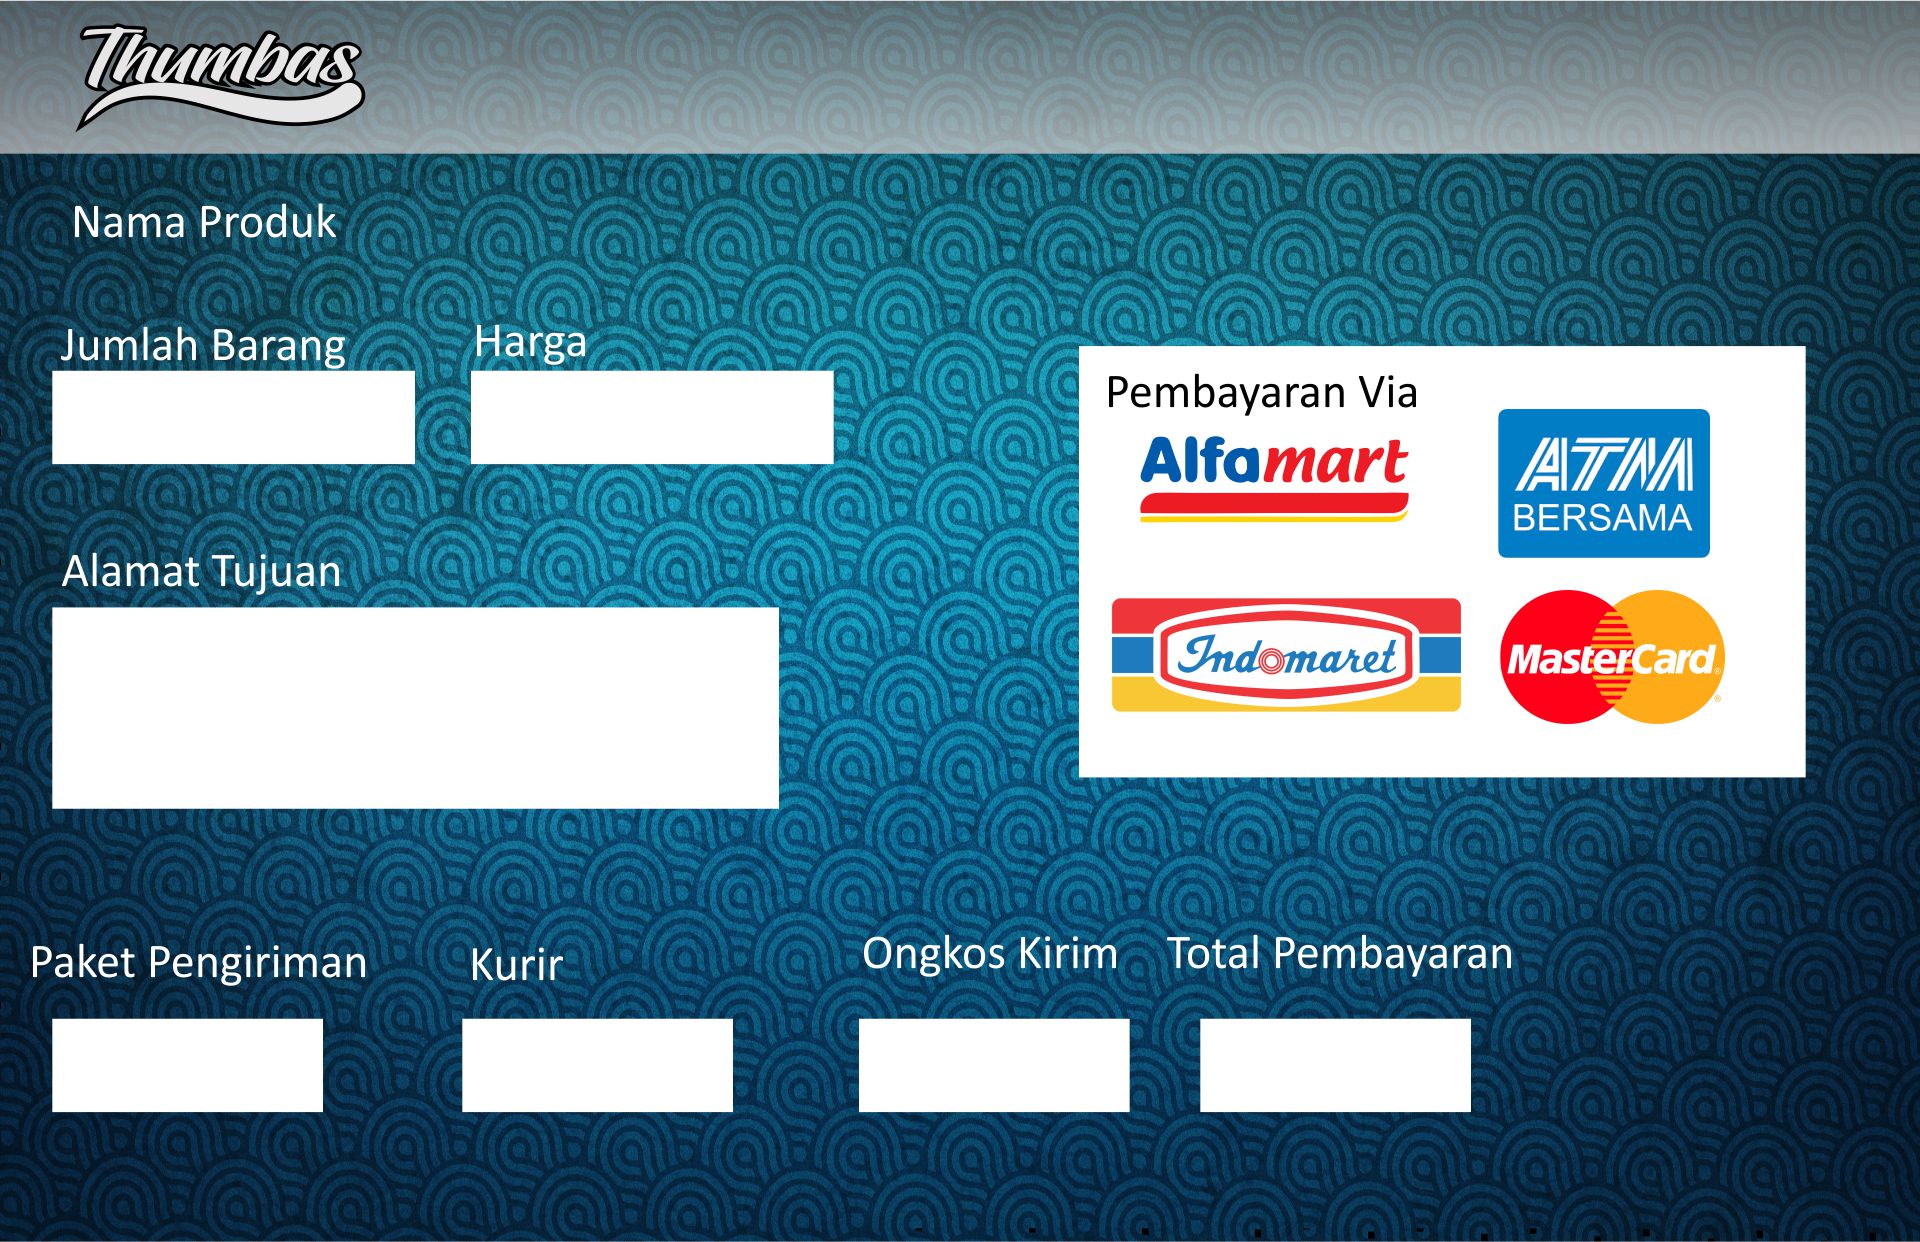 Thumbas
Nama Produk
Jumlah Barang
Harga
Pembayaran Via
Alfamart
ATM
BERSAMA
Alamat Tujuan
Indomaret
MasterCard®
®
Paket Pengiriman
Kurir
Ongkos Kirim
Total Pembayaran